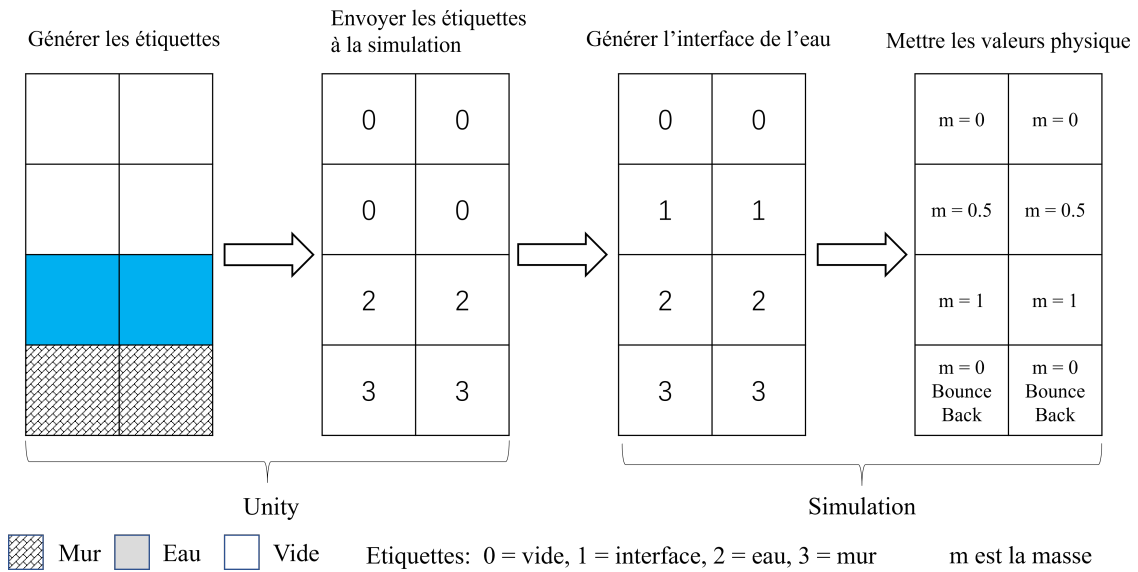 Générer les étiquettes
Envoyer les étiquettes
à la simulation
Générer l'interface de l'eau
Mettre les valeurs physique
0 0
0 0
2 2
3 3
0 0
1 1
2 2
3 3
m = 0 m = 0
m = 0.5 m = 0.5
m = 1 m = 1
m = 0 m = 0
Bounce Bounce
Back Back
Unity
Simulation
Mur Eau Vide
Etiquettes: 0 = vide, 1 = interface, 2 = eau, 3 = mur
m est la masse